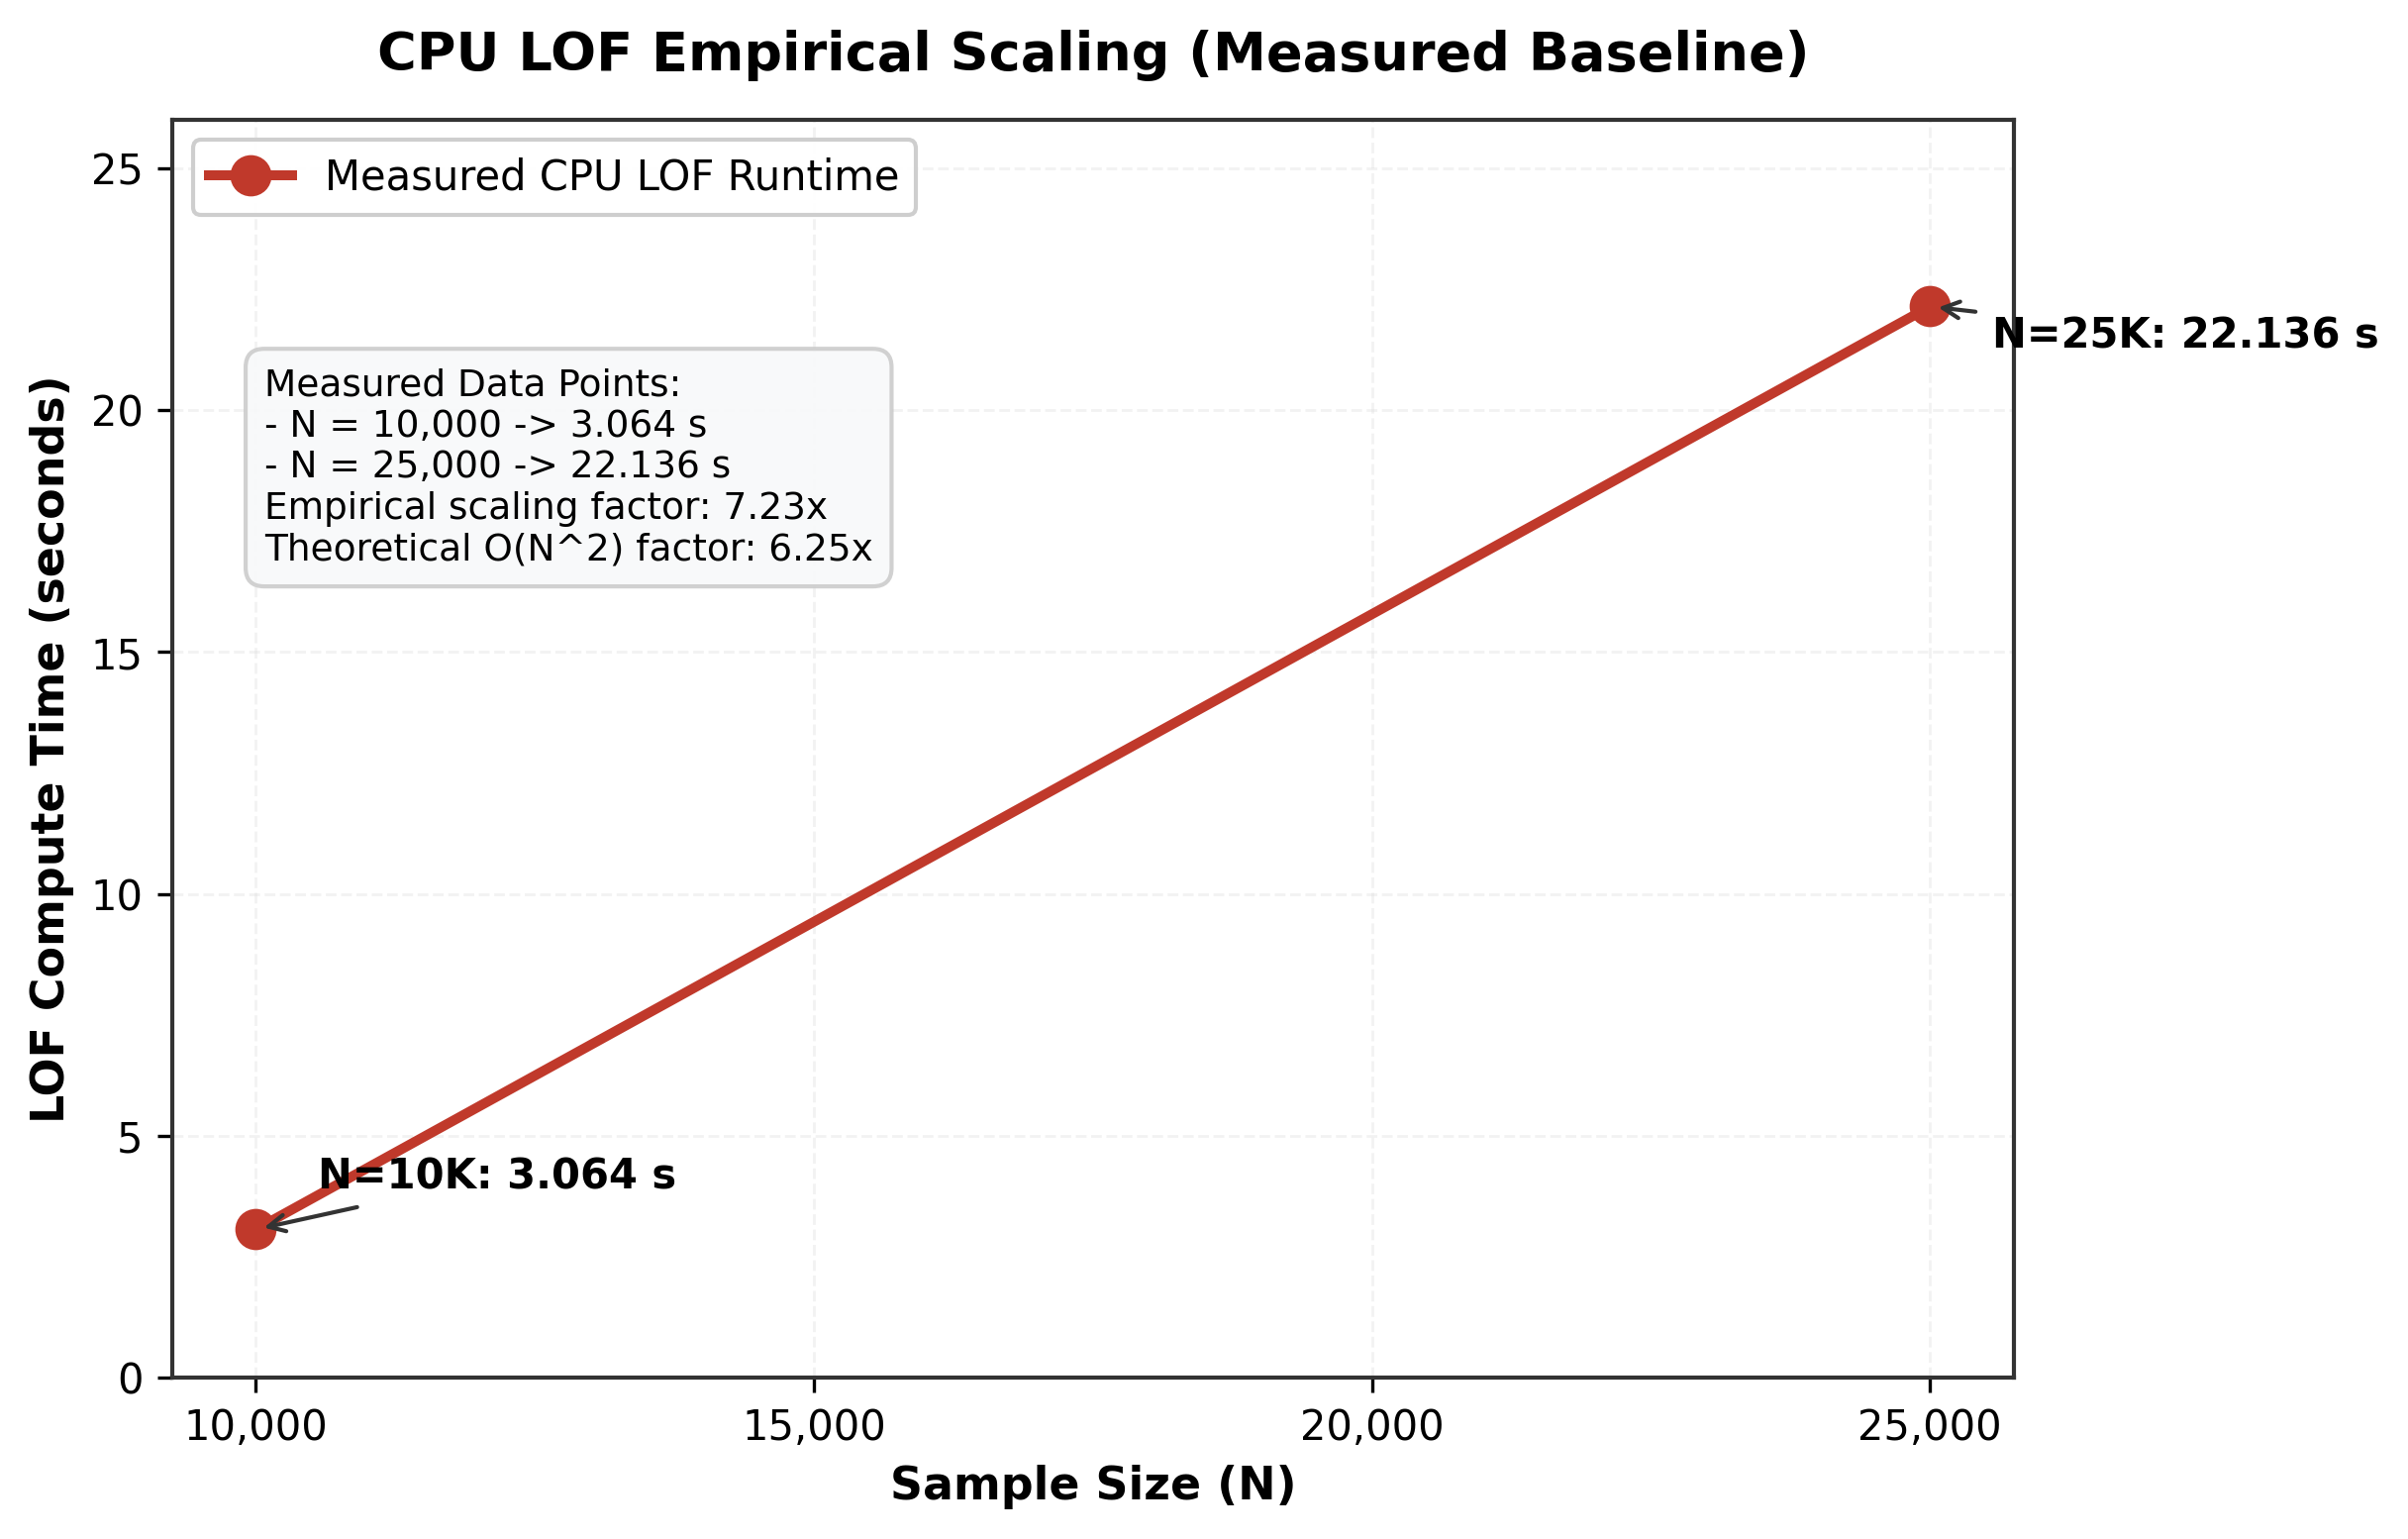 CPU LOF Empirical Scaling (Measured Baseline)
Measured CPU LOF Runtime
Measured Data Points:
- N = 10,000 -> 3.064 s
- N = 25,000 -> 22.136 s
Empirical scaling factor: 7.23x
Theoretical O(N^2) factor: 6.25x
N=25K: 22.136 s
N=10K: 3.064 s
LOF Compute Time (seconds)
25
20
15
10
5
0
10,000
15,000
20,000
25,000
Sample Size (N)